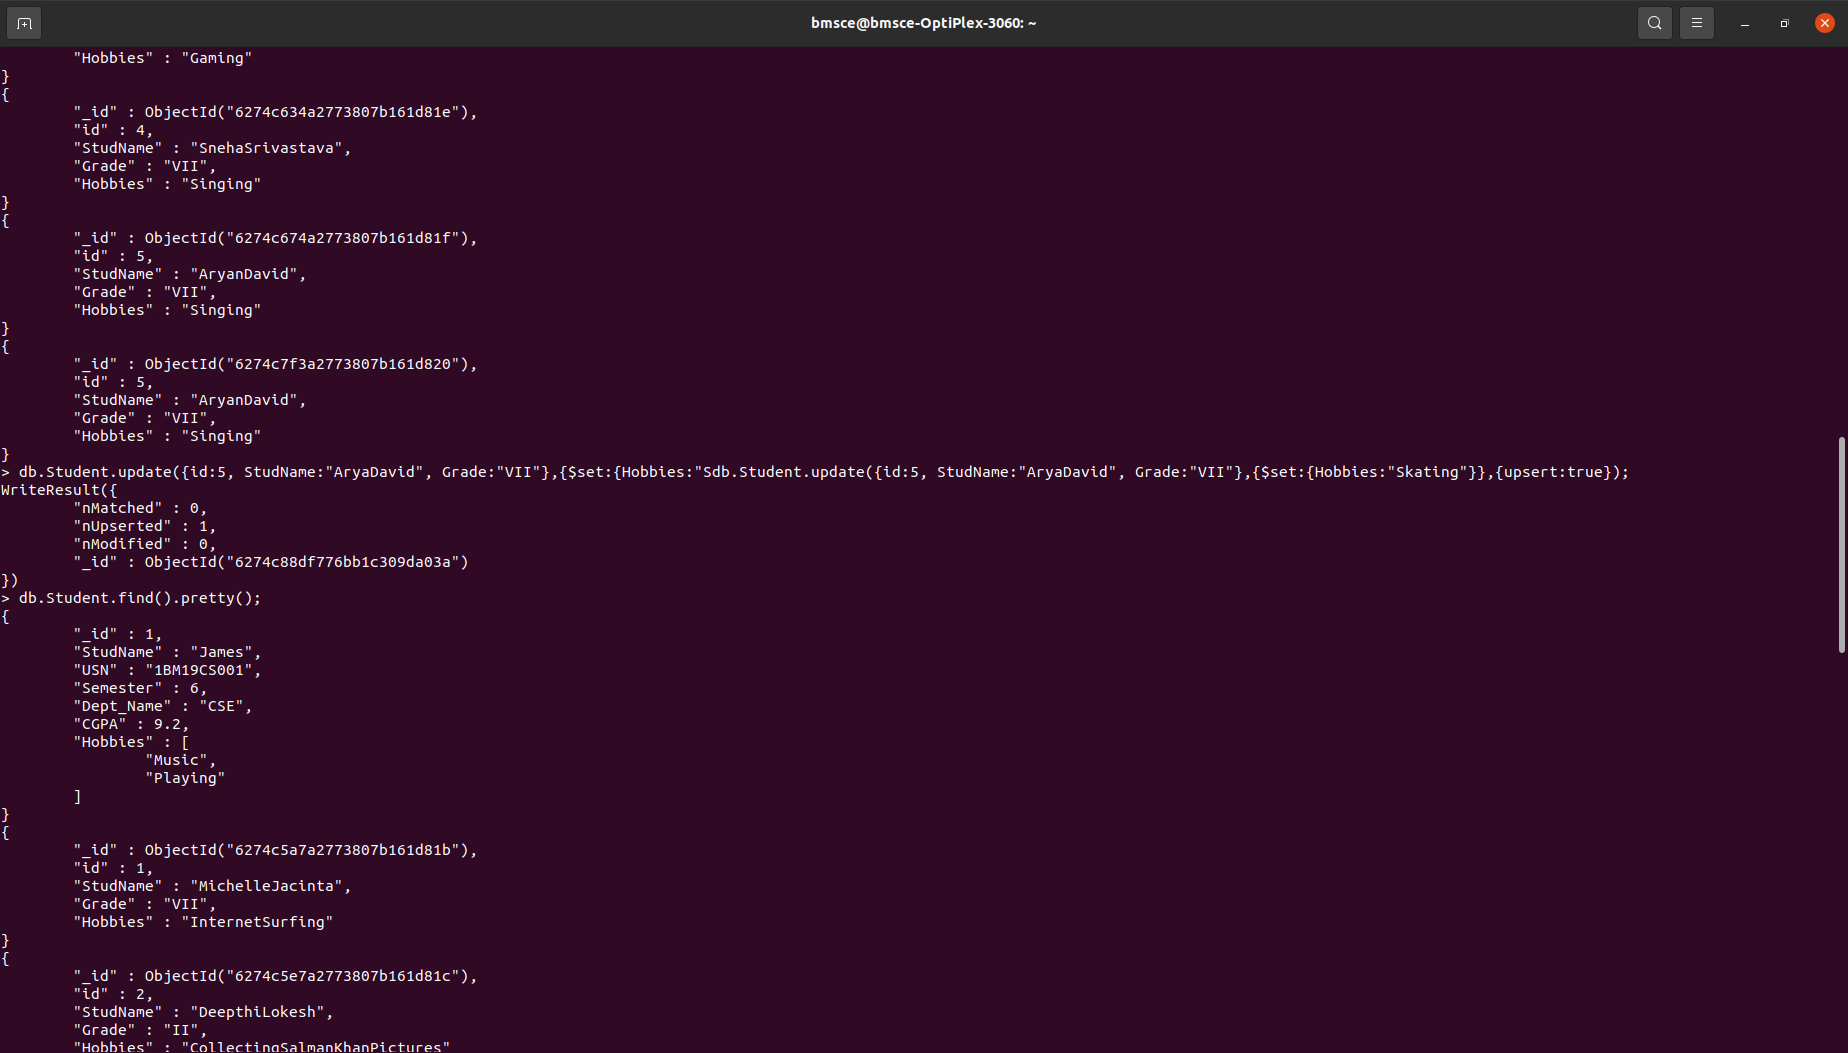 bmsce@bmsce-OptiPlex-3060: ~
        "Hobbies" : "Gaming"
}
{
        "_id" : ObjectId("6274c634a2773807b161d81e"),
        "id" : 4,
        "StudName" : "SnehaSrivastava",
        "Grade" : "VII",
        "Hobbies" : "Singing"
}
{
        "_id" : ObjectId("6274c674a2773807b161d81f"),
        "id" : 5,
        "StudName" : "AryanDavid",
        "Grade" : "VII",
        "Hobbies" : "Singing"
}
{
        "_id" : ObjectId("6274c7f3a2773807b161d820"),
        "id" : 5,
        "StudName" : "AryanDavid",
        "Grade" : "VII",
        "Hobbies" : "Singing"
}
> db.Student.update({id:5, StudName:"AryaDavid", Grade:"VII"},{$set:{Hobbies:"Sdb.Student.update({id:5, StudName:"AryaDavid", Grade:"VII"},{$set:{Hobbies:"Skating"}},{upsert:true});
WriteResult({
        "nMatched" : 0,
        "nUpserted" : 1,
        "nModified" : 0,
        "_id" : ObjectId("6274c88df776bb1c309da03a")
})
> db.Student.find().pretty();
{
        "_id" : 1,
        "StudName" : "James",
        "USN" : "1BM19CS001",
        "Semester" : 6,
        "Dept_Name" : "CSE",
        "CGPA" : 9.2,
        "Hobbies" : [
                "Music",
                "Playing"
        ]
}
{
        "_id" : ObjectId("6274c5a7a2773807b161d81b"),
        "id" : 1,
        "StudName" : "MichelleJacinta",
        "Grade" : "VII",
        "Hobbies" : "InternetSurfing"
}
{
        "_id" : ObjectId("6274c5e7a2773807b161d81c"),
        "id" : 2,
        "StudName" : "DeepthiLokesh",
        "Grade" : "II",
        "Hobbies" : "CollectingSalmanKhanPictures"